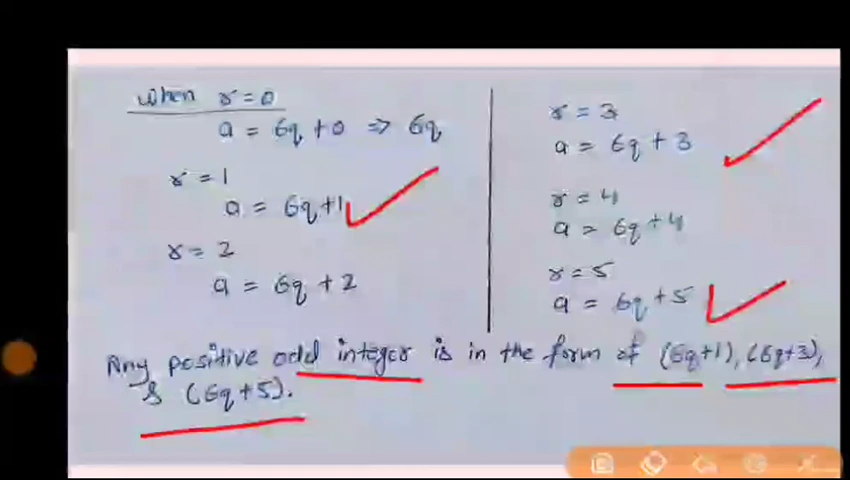 when r=0
a = 6q+0 => 6q
r = 1
a = 6q+1
r = 2
a = 6q + 2
r = 3
a = 6q + 3
r = 4
a = 6q+4
r = 5
a = 6q+5
Any positive odd integer is in the form of (6q+1), (6q+3),
& (6q+5).